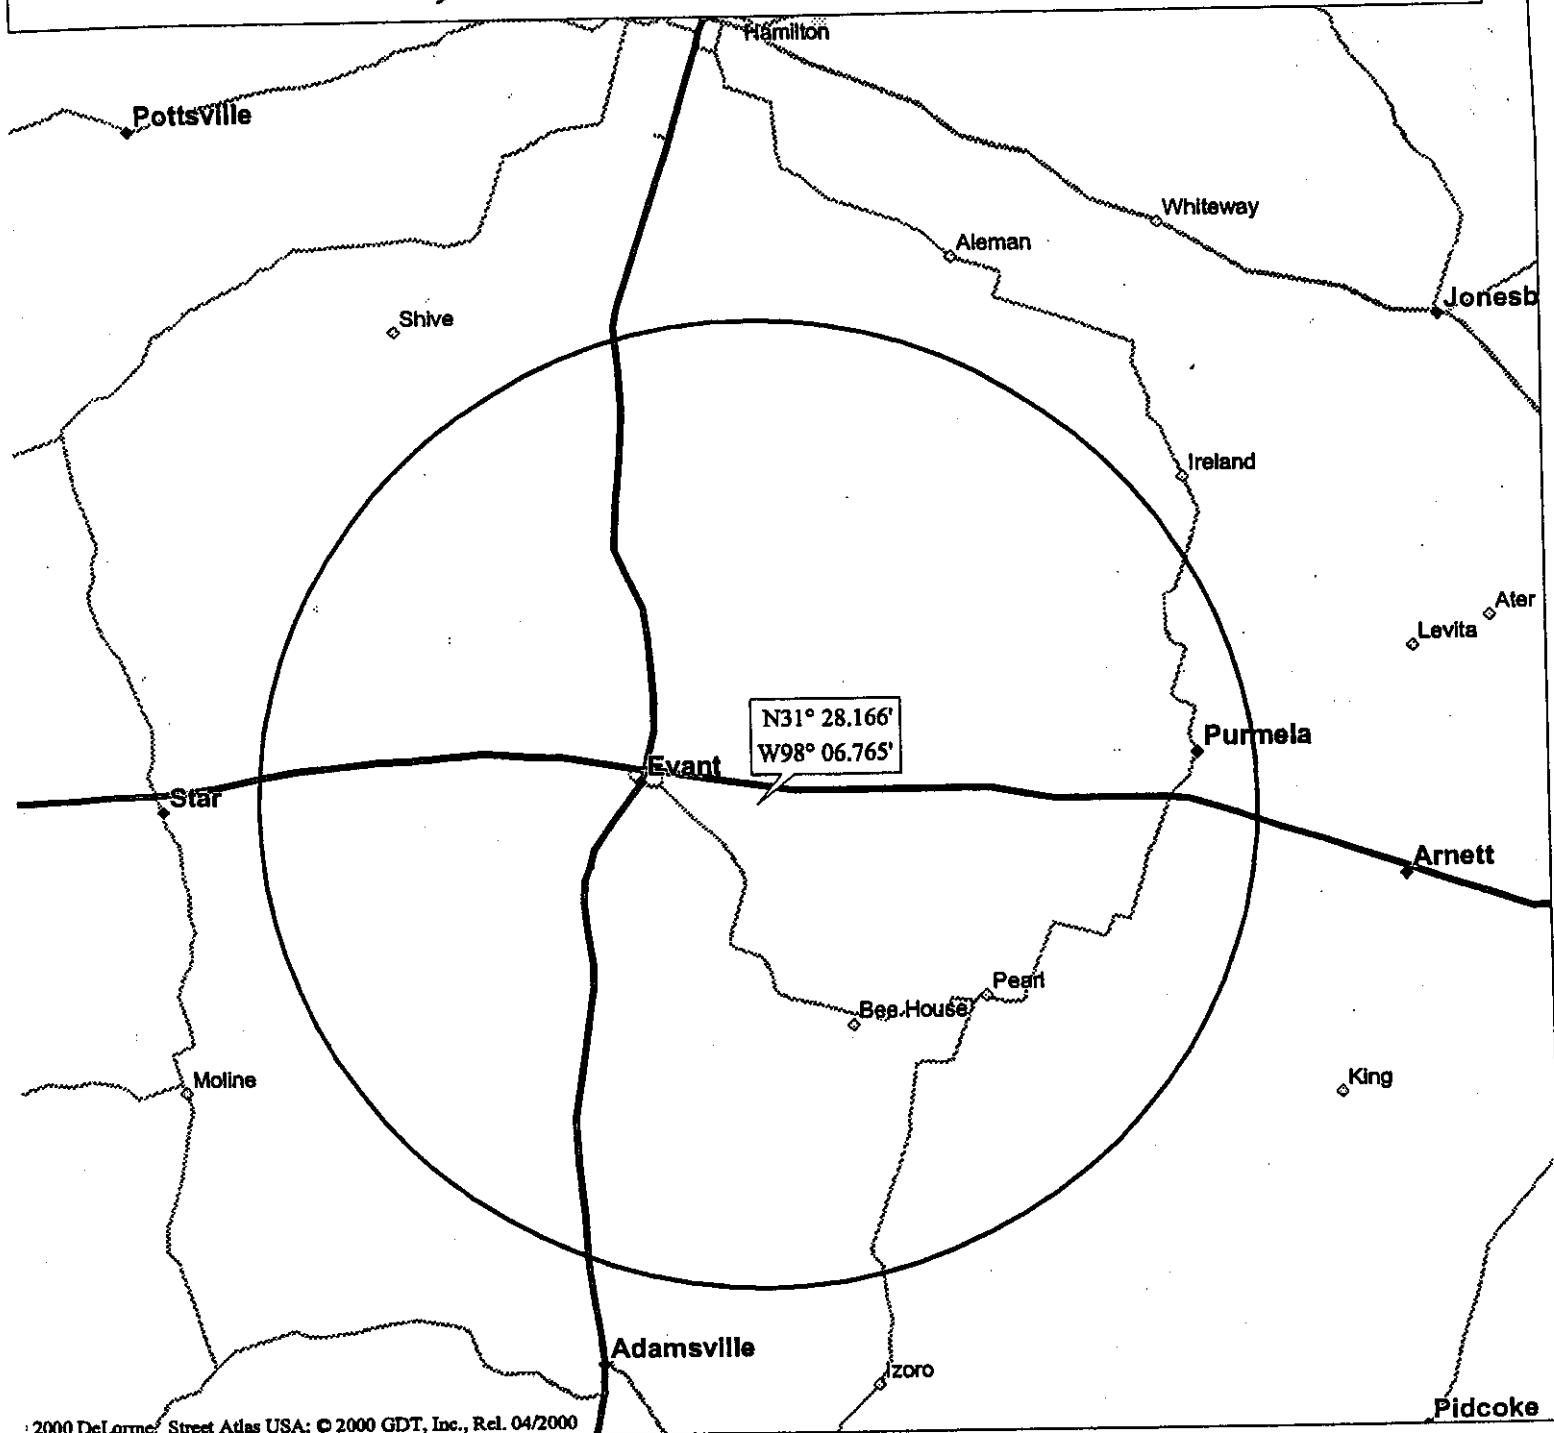 Hamilton
Pottsville
Whiteway
Aleman
Jonesb
Shive
Ireland
Ater
Levita
N31° 28.166'
W98° 06.765'
Purmela
Evant
Star
Arnett
Pearl
Bee House
King
Moline
Adamsville
Izoro
Pidcoke
2000 DeLorme. Street Atlas USA; © 2000 GDT, Inc., Rel. 04/2000